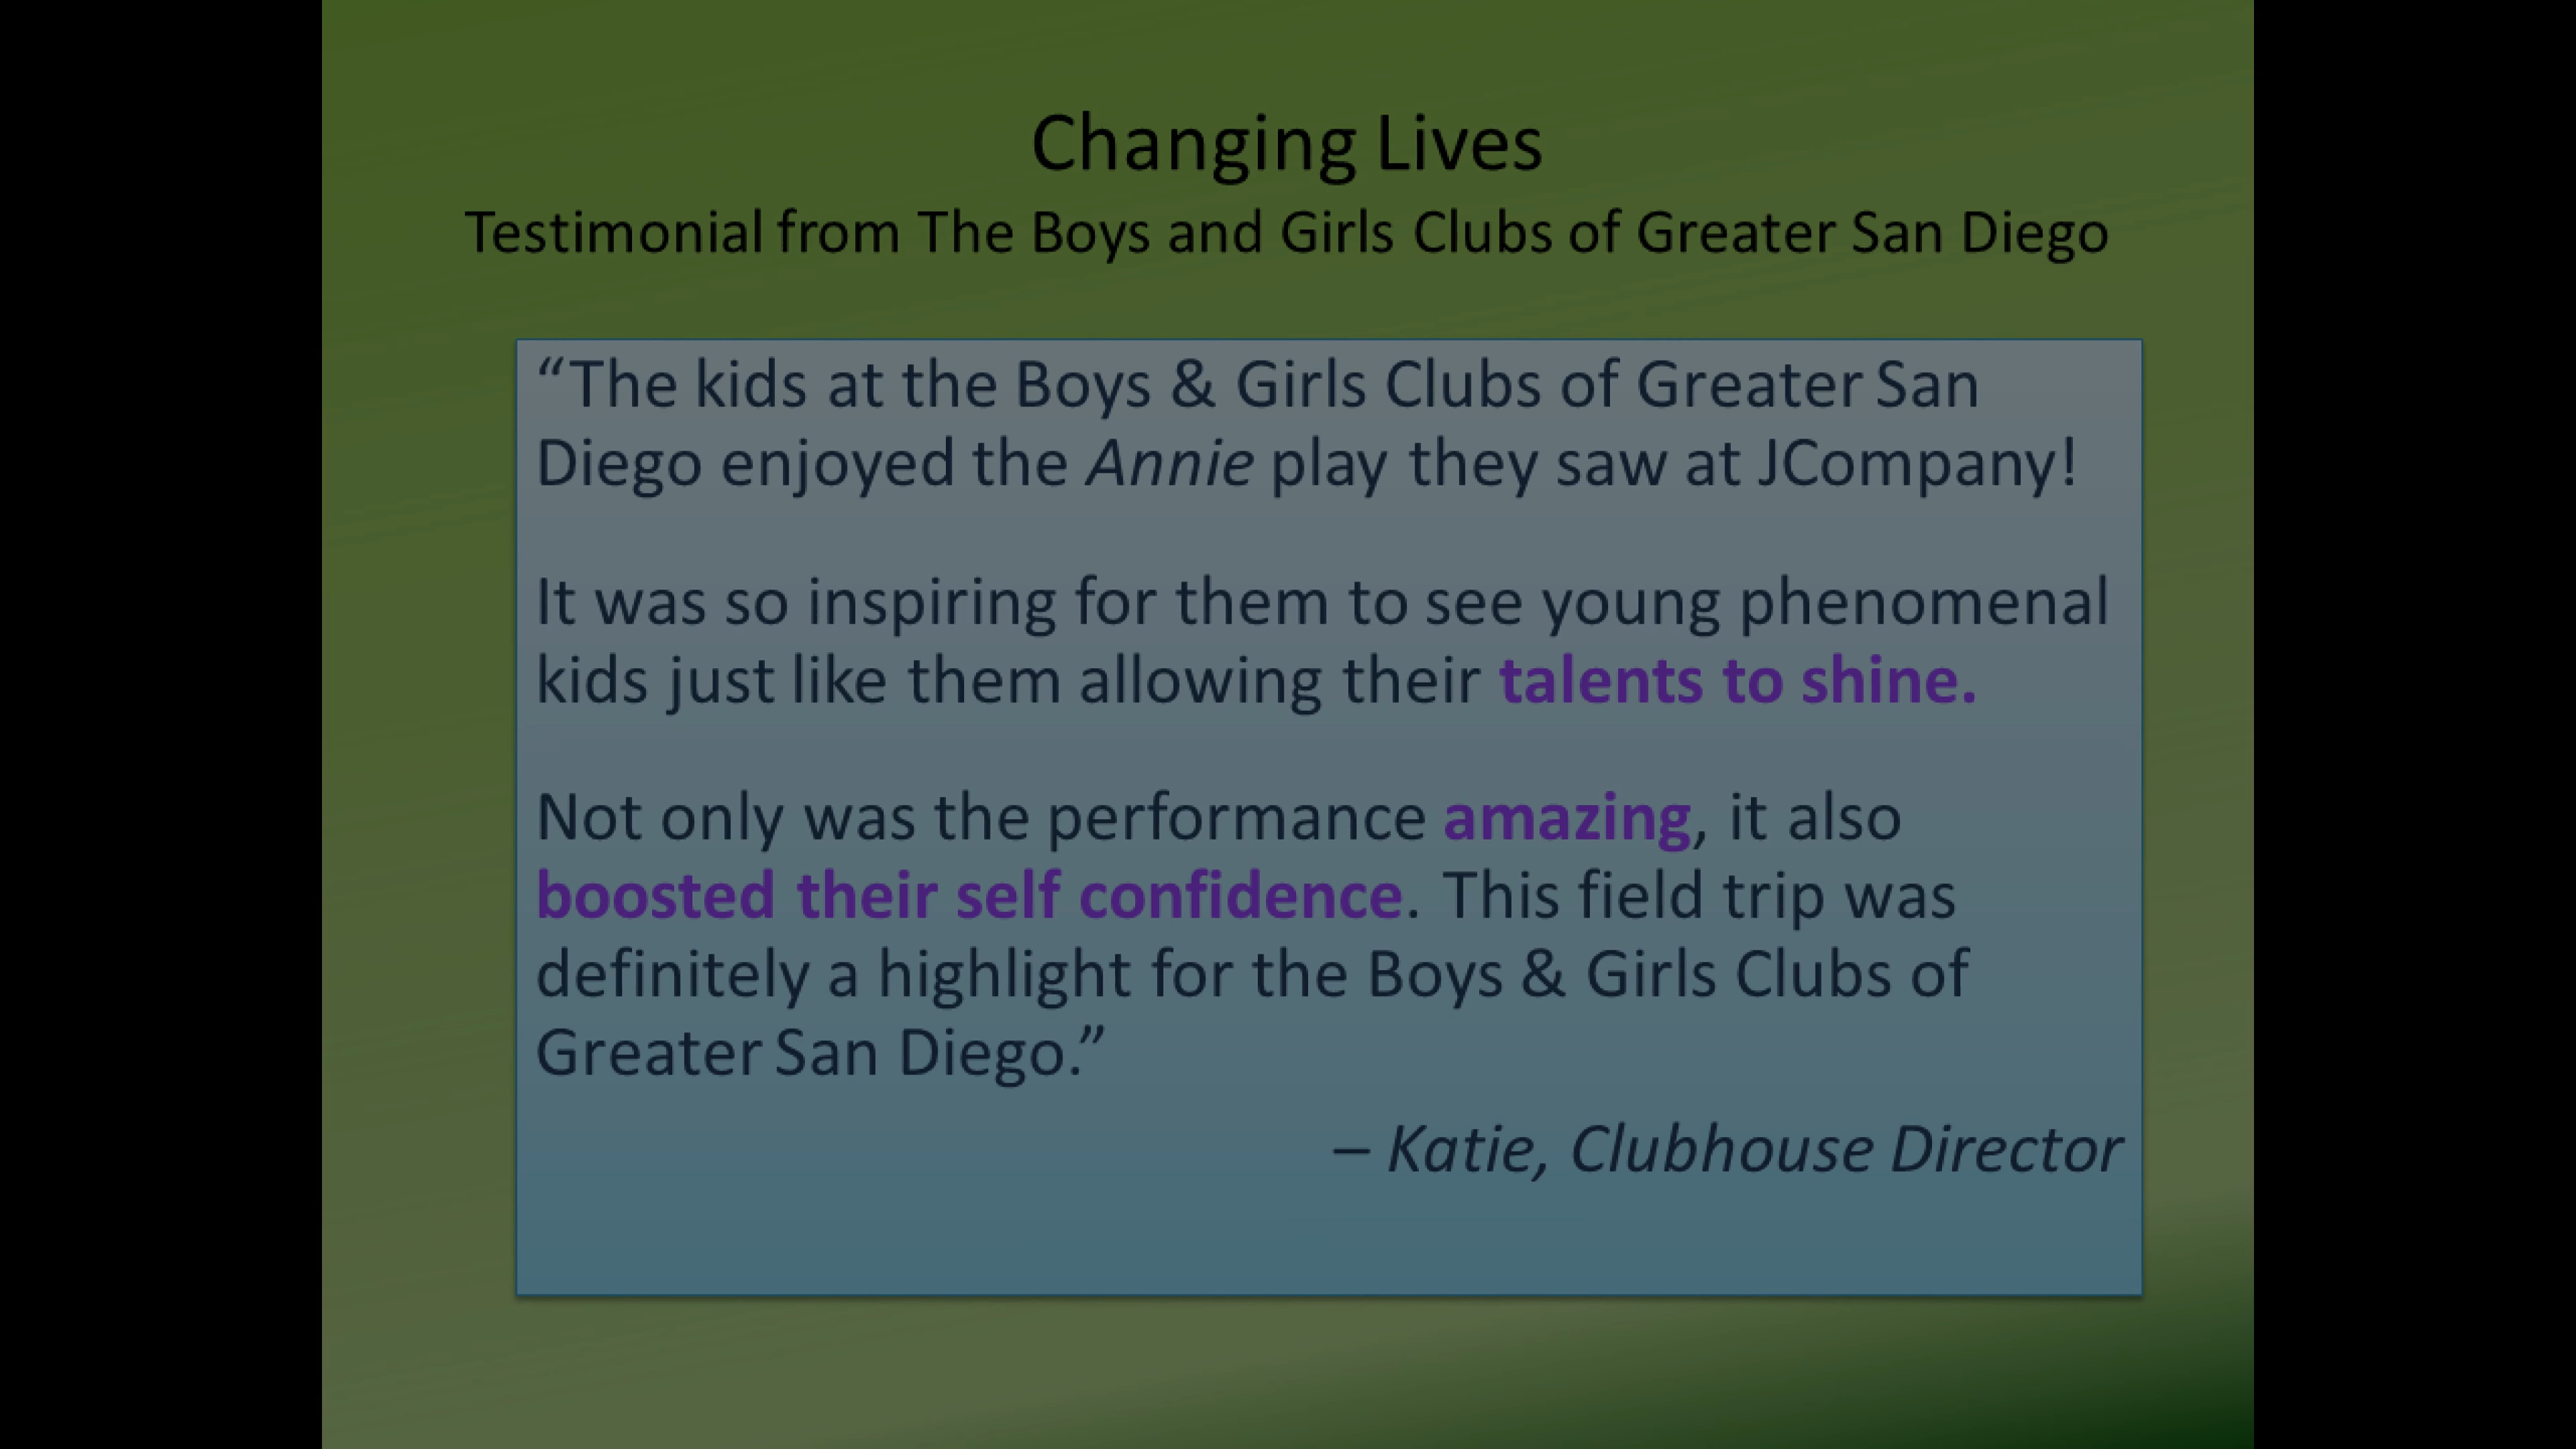 Changing Lives
Testimonial from The Boys and Girls Clubs of Greater San Diego
“The kids at the Boys & Girls Clubs of Greater San
Diego enjoyed the Annie play they saw at JCompany!
It was so inspiring for them to see young phenomenal
kids just like them allowing their talents to shine.
Not only was the performance amazing, it also
boosted their self confidence. This field trip was
definitely a highlight for the Boys & Girls Clubs of
Greater San Diego.”
– Katie, Clubhouse Director